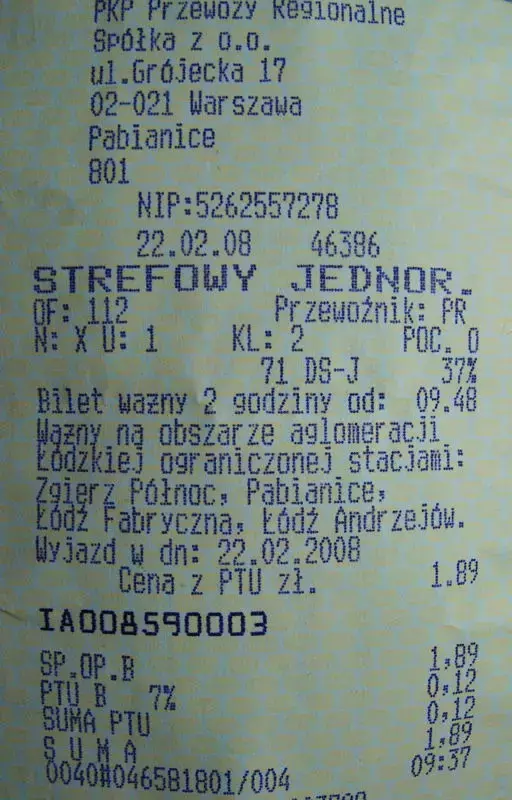 PKP Przewozy Regionalne
Spółka z o.o.
ul.Grójecka 17
02-021 Warszawa
Pabianice
801
NIP:5262557278
22.02.08 46386
STREFOWY JEDNOR.
OF: 112 Przewoźnik: PR
N: X U: 1 KL: 2 POC. O
71 DS-J 37%
Bilet ważny 2 godziny od: 09.48
Ważny na obszarze aglomeracji
Łódzkiej ograniczonej stacjami:
Zgierz Północ, Pabianice,
Łódź Fabryczna, Łódź Andrzejów.
Wyjazd w dn: 22.02.2008
Cena z PTU zł. 1.89
IA008590003
SP.OP.B 1,89
PTU B 7% 0,12
SUMA PTU 0,12
S U M A 1,89
0040#046581801/004 09:37